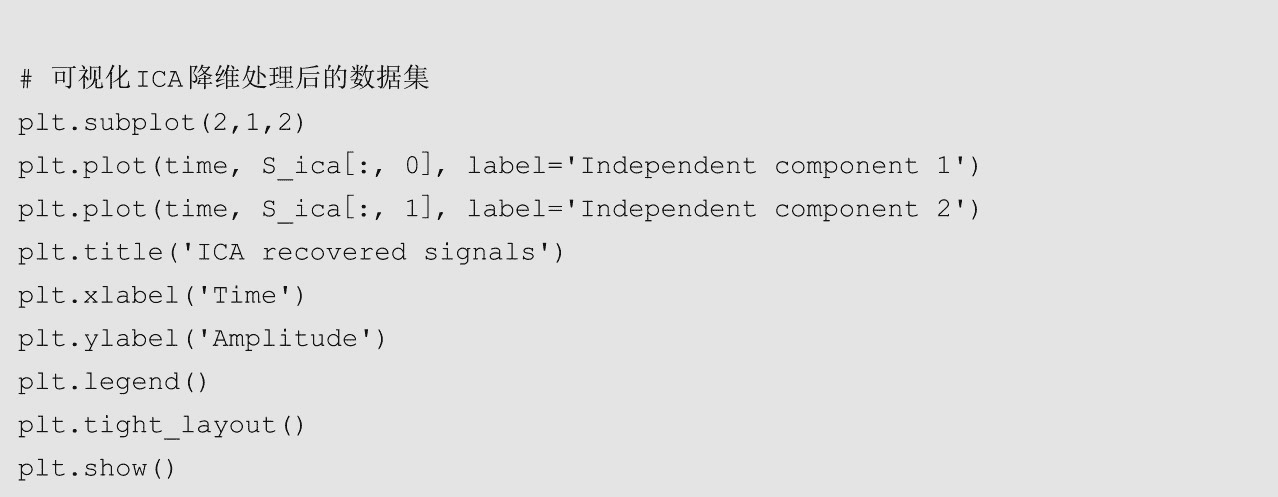 # 可视化ICA降维处理后的数据集
plt.subplot(2,1,2)
plt.plot(time, S_ica[:, 0], label='Independent component 1')
plt.plot(time, S_ica[:, 1], label='Independent component 2')
plt.title('ICA recovered signals')
plt.xlabel('Time')
plt.ylabel('Amplitude')
plt.legend()
plt.tight_layout()
plt.show()